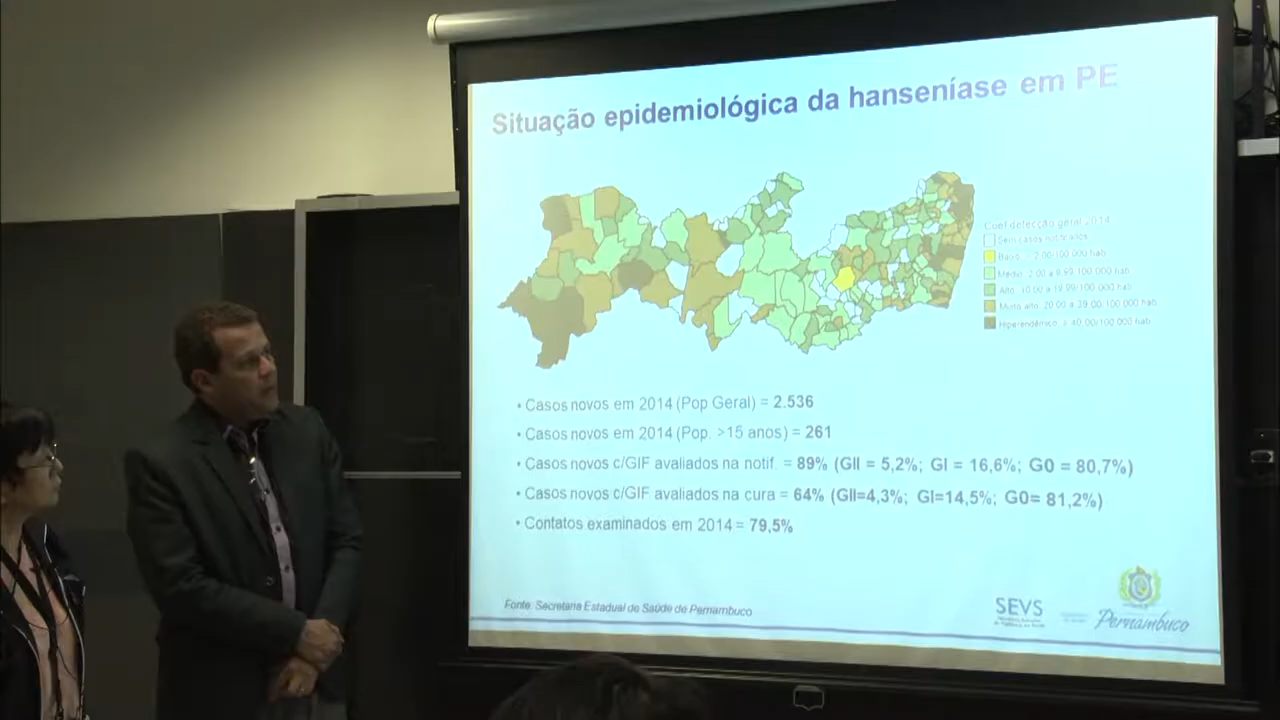 Situação epidemiológica da hanseníase em PE
Coef detecção geral 2014
Sem casos notificados
Baixo: < 2,00/100.000 hab
Médio: 2,00 a 9,99/100.000 hab
Alto: 10,00 a 19,99/100.000 hab
Muito alto: 20,00 a 39,00/100.000 hab
Hiperendêmico: ≥ 40,00/100.000 hab
• Casos novos em 2014 (Pop Geral) = 2.536
• Casos novos em 2014 (Pop. >15 anos) = 261
• Casos novos c/GIF avaliados na notif. = 89% (GII = 5,2%; GI = 16,6%; G0 = 80,7%)
• Casos novos c/GIF avaliados na cura = 64% (GII=4,3%; GI=14,5%; G0= 81,2%)
• Contatos examinados em 2014 = 79,5%
Fonte: Secretaria Estadual de Saúde de Pernambuco
SEVS
Pernambuco